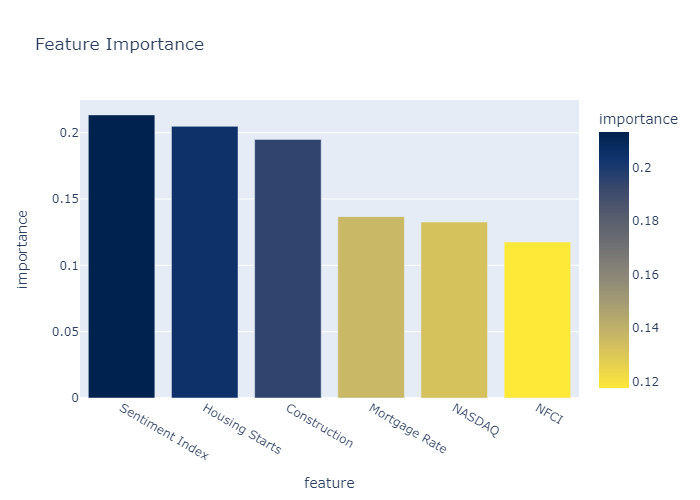 Feature Importance
importance
0.2
0.15
0.1
0.05
0
Sentiment Index
Housing Starts
Construction
Mortgage Rate
NASDAQ
NFCI
feature
importance
0.2
0.18
0.16
0.14
0.12